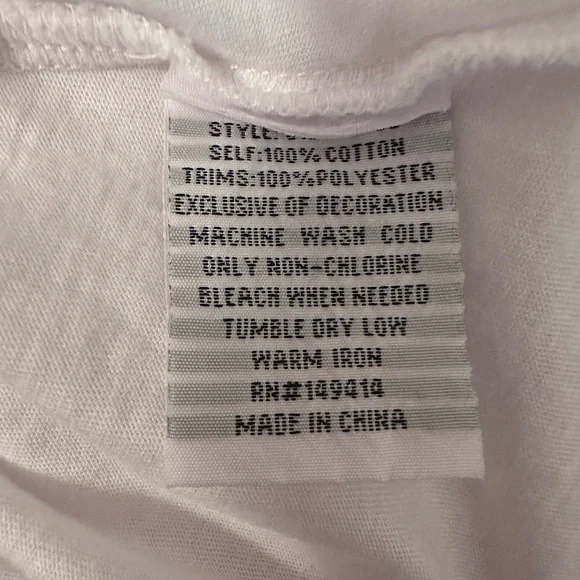 STYLE:
SELF:100% COTTON
TRIMS:100%POLYESTER
EXCLUSIVE OF DECORATION
MACHINE WASH COLD
ONLY NON-CHLORINE
BLEACH WHEN NEEDED
TUMBLE DRY LOW
WARM IRON
RN#149414
MADE IN CHINA